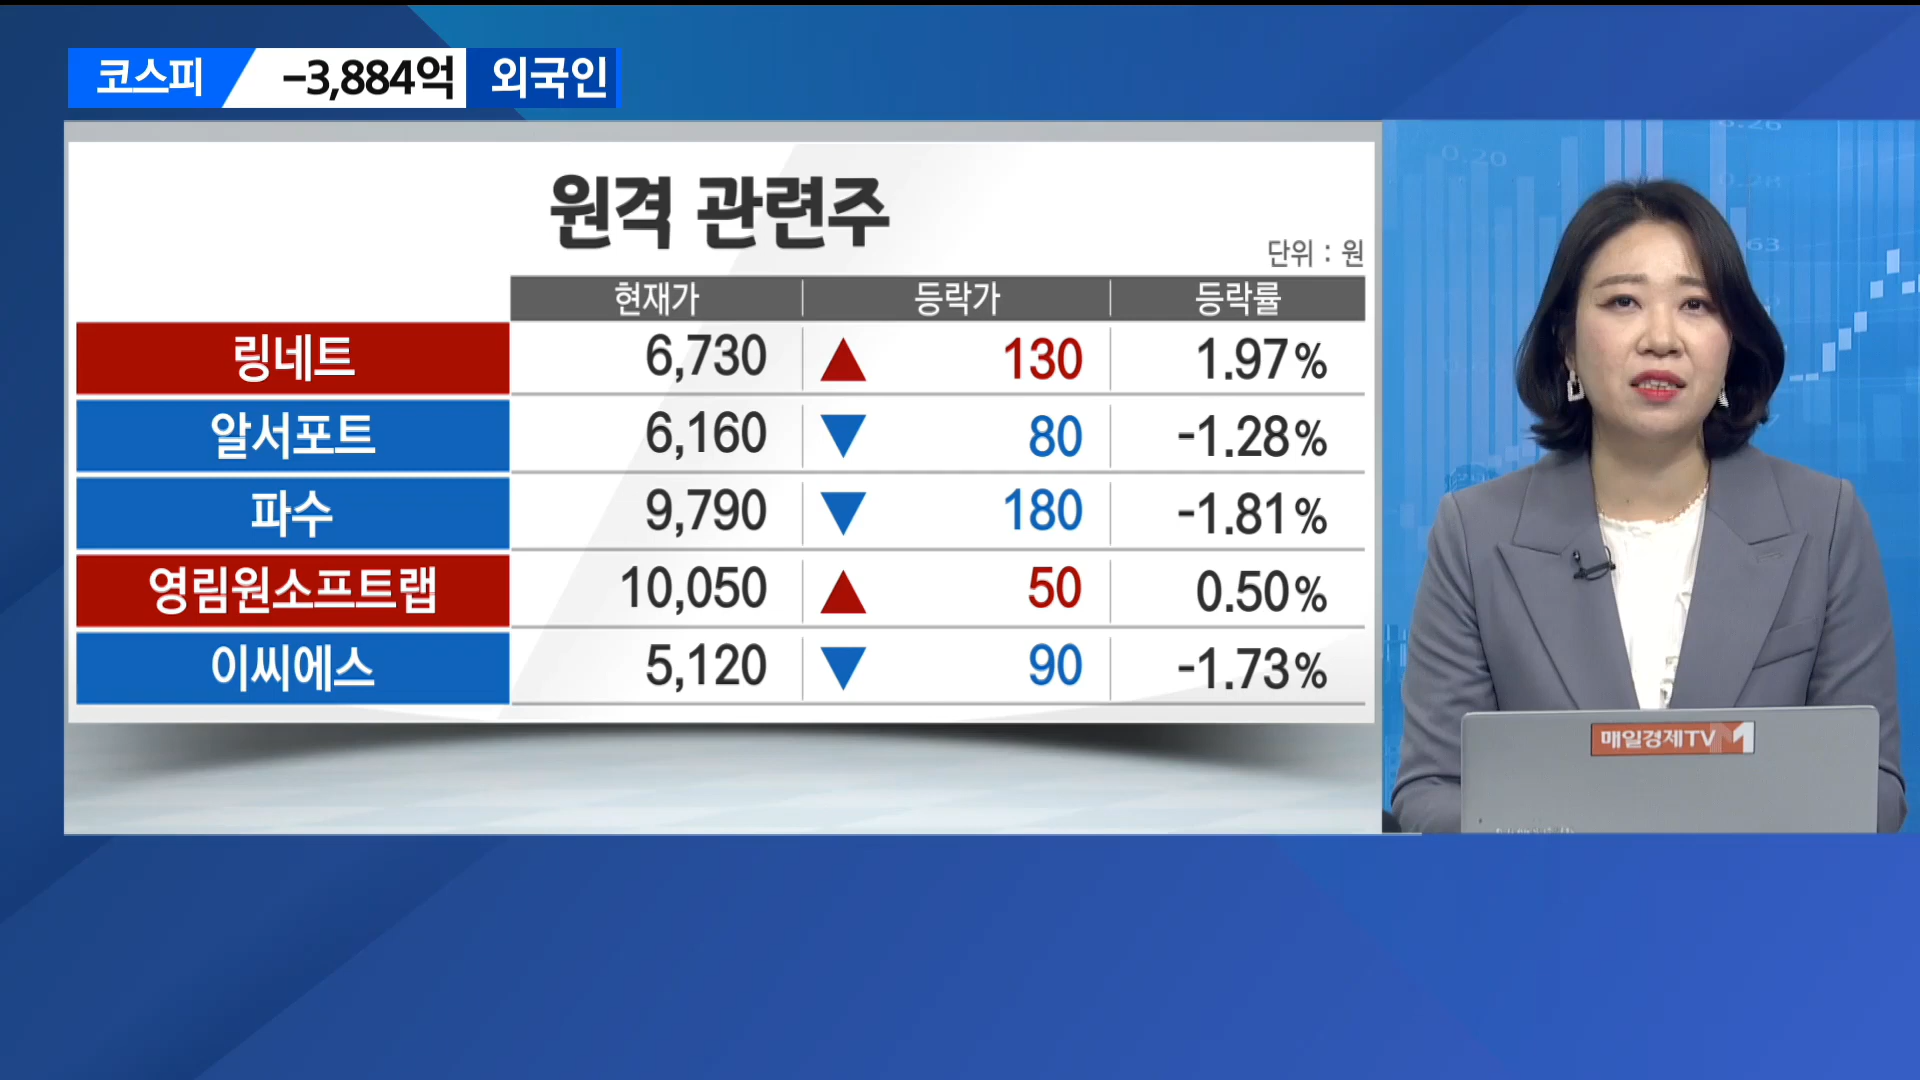 코스피 -3,884억 외국인
원격 관련주
단위 : 원
현재가 등락가 등락률
링네트 6,730 ▲ 130 1.97%
알서포트 6,160 ▼ 80 -1.28%
파수 9,790 ▼ 180 -1.81%
영림원소프트랩 10,050 ▲ 50 0.50%
이씨에스 5,120 ▼ 90 -1.73%
매일경제TV
0.20